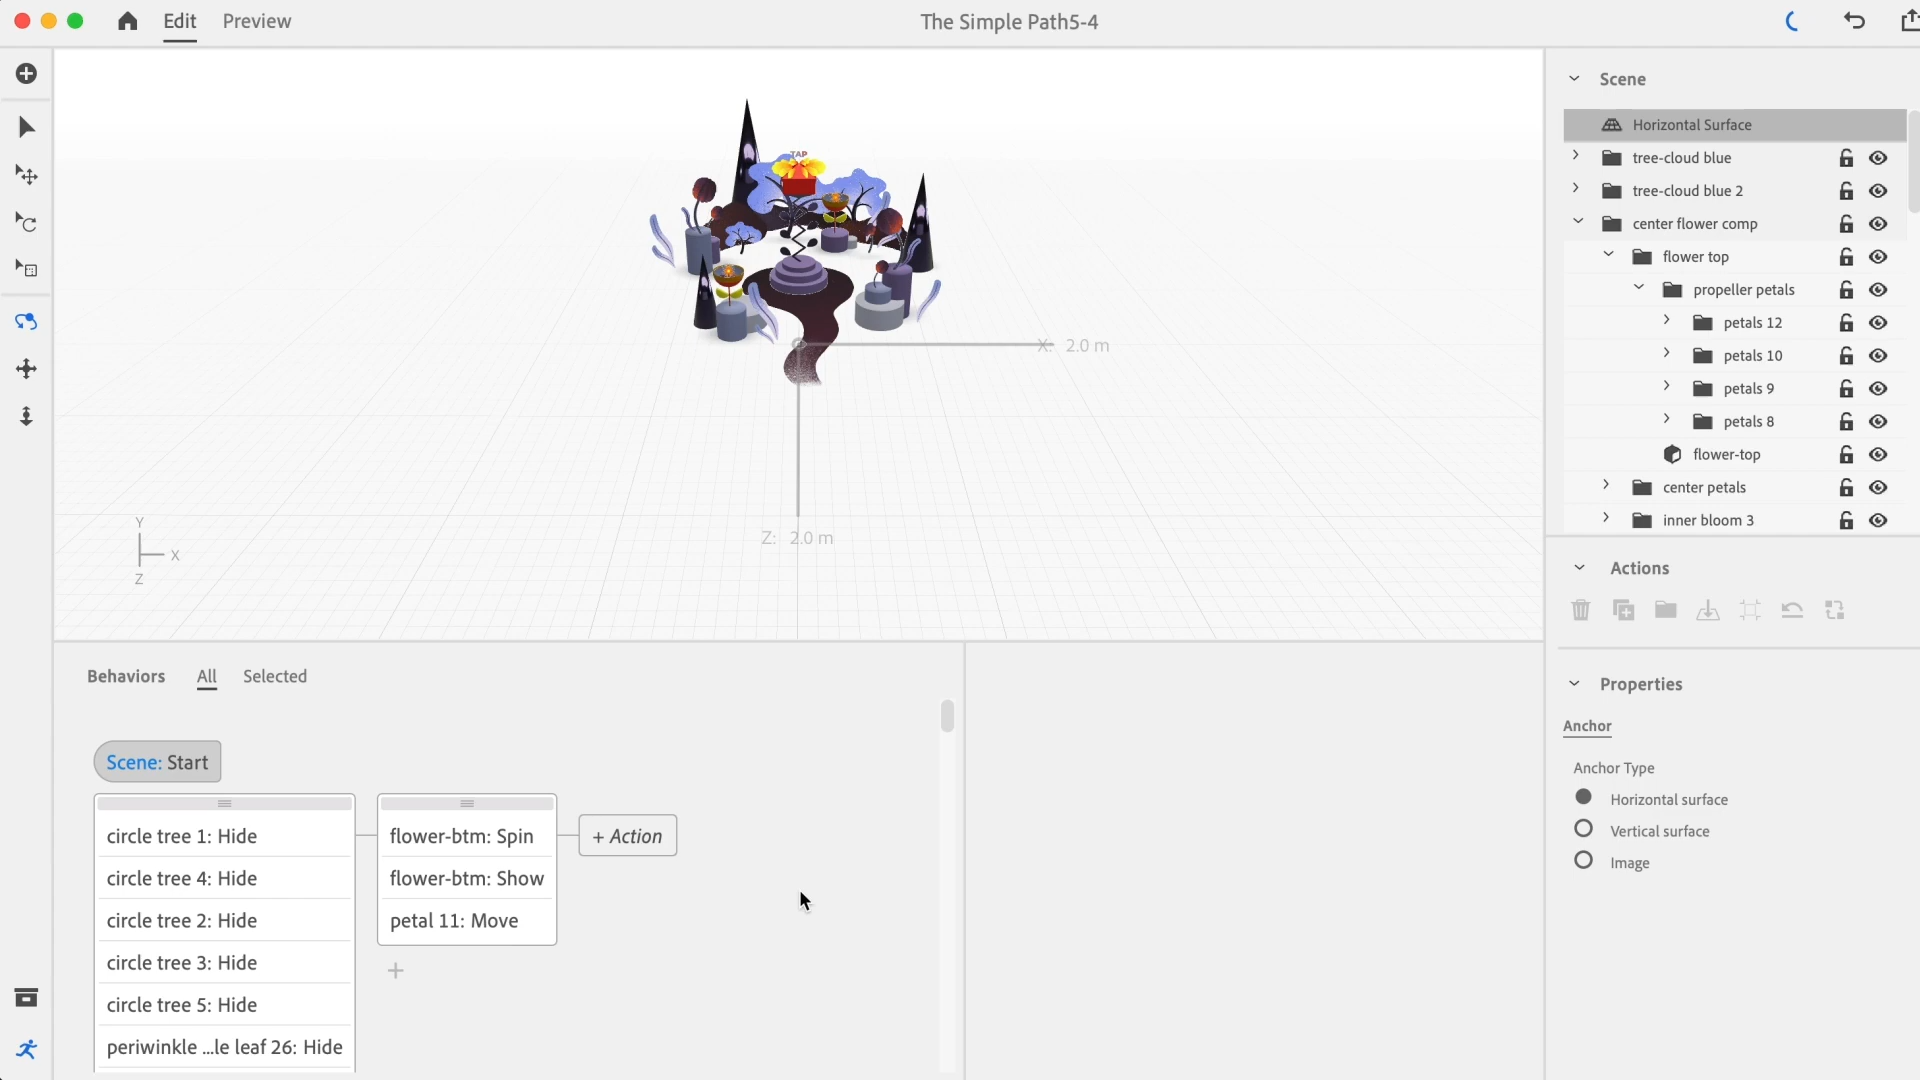 Edit Preview The Simple Path5-4
TAP
X: 2.0 m
Z: 2.0 m
Y
X
Z
Scene
Horizontal Surface
tree-cloud blue
tree-cloud blue 2
center flower comp
flower top
propeller petals
petals 12
petals 10
petals 9
petals 8
flower-top
center petals
inner bloom 3
Actions
Properties
Anchor
Anchor Type
Horizontal surface
Vertical surface
Image
Behaviors All Selected
Scene: Start
circle tree 1: Hide
circle tree 4: Hide
circle tree 2: Hide
circle tree 3: Hide
circle tree 5: Hide
periwinkle ...le leaf 26: Hide
flower-btm: Spin
flower-btm: Show
petal 11: Move
+
+ Action